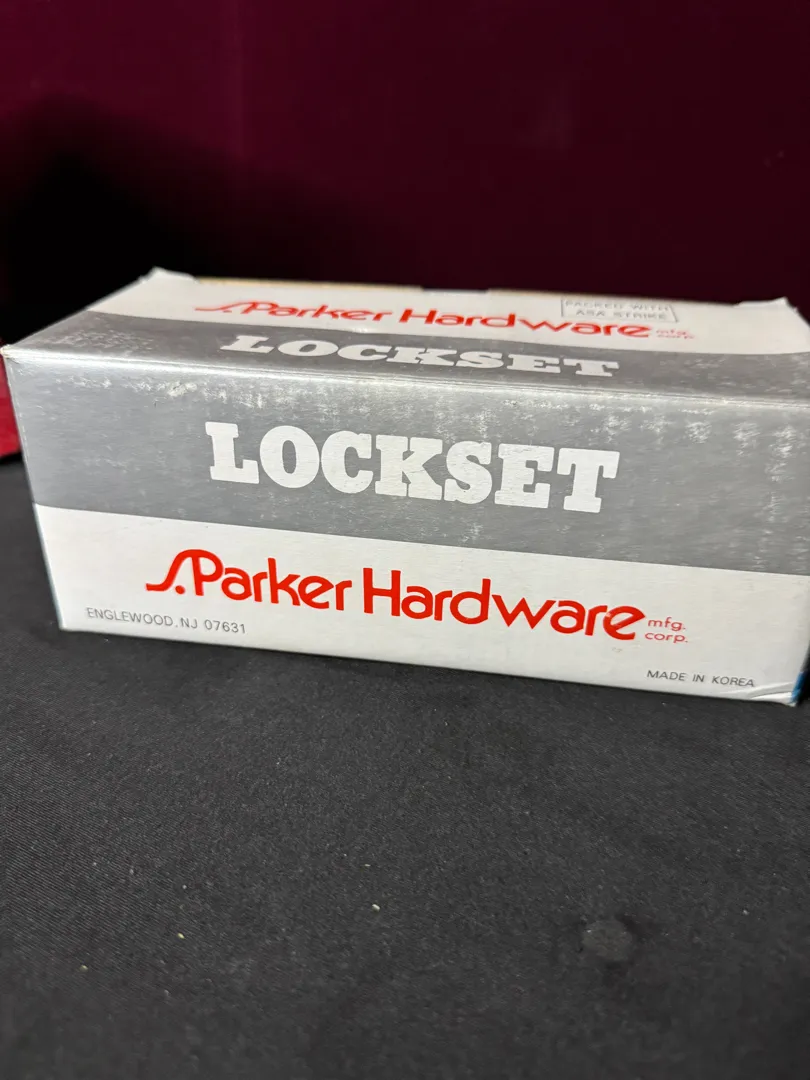 S.Parker Hardware mfg.
corp.
PACKED WITH
ASA STRIKE
LOCKSET
LOCKSET
S.Parker Hardware mfg.
corp.
ENGLEWOOD, NJ 07631
MADE IN KOREA